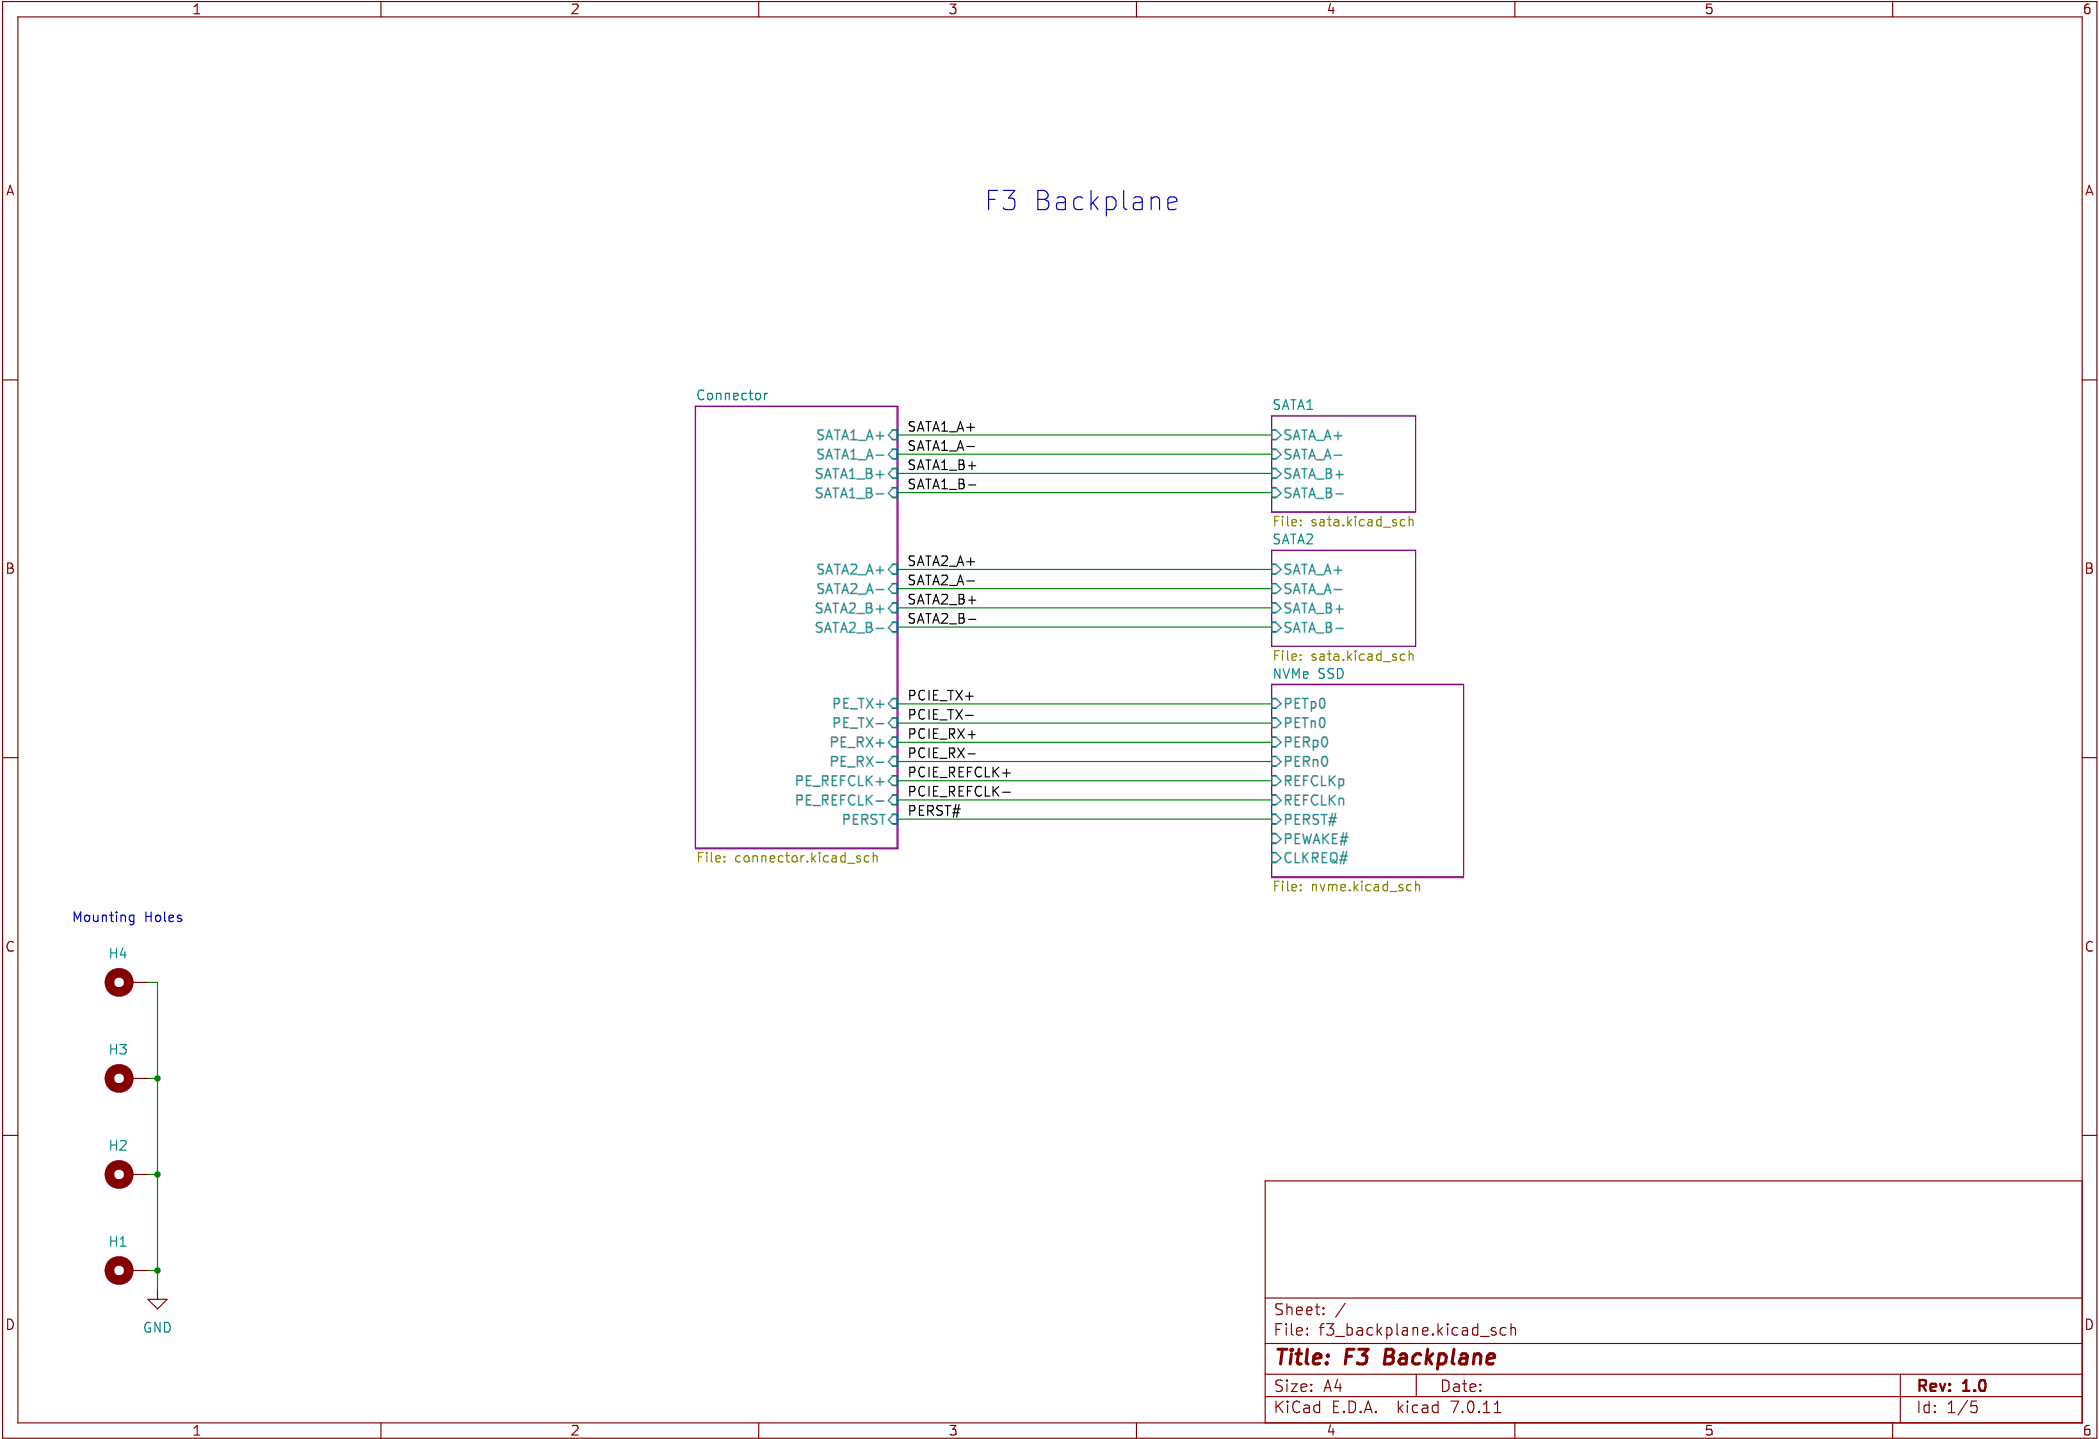 1 2 3 4 5 6
A A
F3 Backplane
Connector
SATA1_A+
SATA1_A-
SATA1_B+
SATA1_B-
SATA2_A+
SATA2_A-
SATA2_B+
SATA2_B-
PE_TX+
PE_TX-
PE_RX+
PE_RX-
PE_REFCLK+
PE_REFCLK-
PERST
File: connector.kicad_sch
SATA1_A+
SATA1_A-
SATA1_B+
SATA1_B-
SATA2_A+
SATA2_A-
SATA2_B+
SATA2_B-
PCIE_TX+
PCIE_TX-
PCIE_RX+
PCIE_RX-
PCIE_REFCLK+
PCIE_REFCLK-
PERST#
SATA1
SATA_A+
SATA_A-
SATA_B+
SATA_B-
File: sata.kicad_sch
SATA2
SATA_A+
SATA_A-
SATA_B+
SATA_B-
File: sata.kicad_sch
NVMe SSD
PETp0
PETn0
PERp0
PERn0
REFCLKp
REFCLKn
PERST#
PEWAKE#
CLKREQ#
File: nvme.kicad_sch
B B
Mounting Holes
H4
H3
H2
H1
GND
C C
D D
Sheet: /
File: f3_backplane.kicad_sch
Title: F3 Backplane
Size: A4 Date: Rev: 1.0
KiCad E.D.A. kicad 7.0.11 Id: 1/5
1 2 3 4 5 6